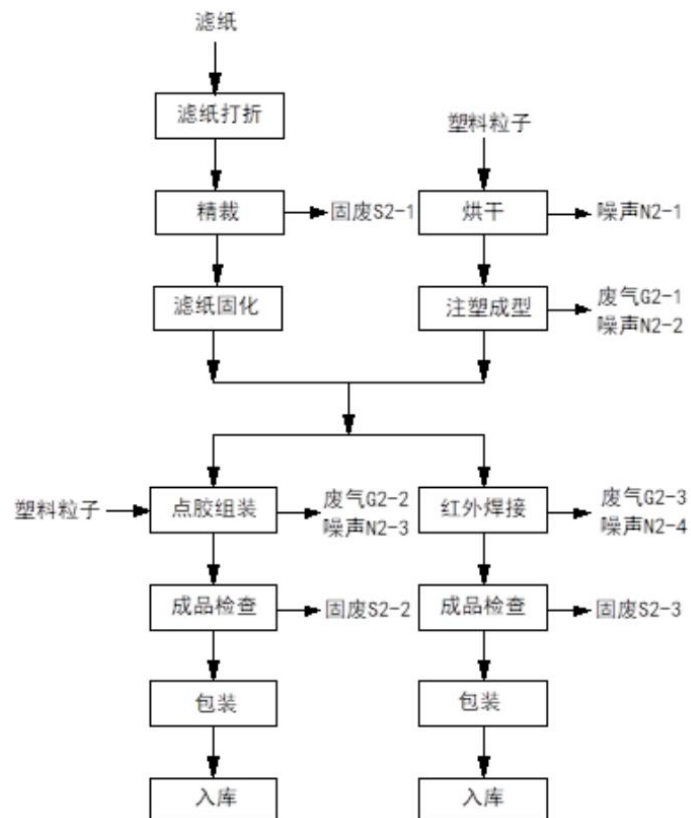 滤纸
滤纸打折
塑料粒子
精裁
固废S2-1
烘干
噪声N2-1
滤纸固化
注塑成型
废气G2-1
噪声N2-2
塑料粒子
点胶组装
废气G2-2
噪声N2-3
红外焊接
废气G2-3
噪声N2-4
成品检查
固废S2-2
成品检查
固废S2-3
包装
包装
入库
入库